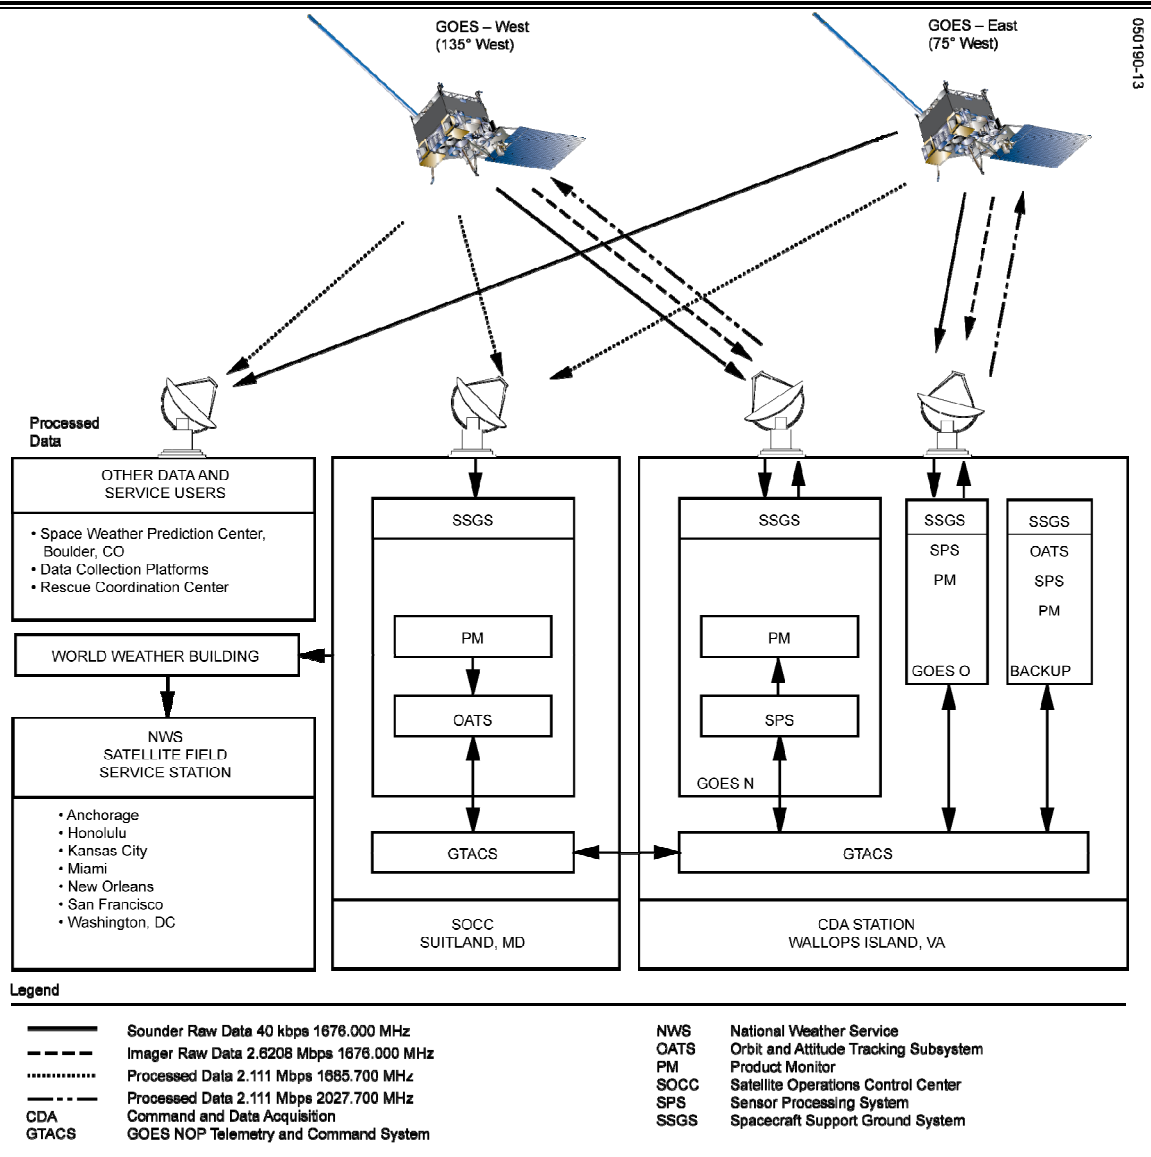 GOES – West
(135° West)
GOES – East
(75° West)
050190-13
Processed
Data
OTHER DATA AND
SERVICE USERS
• Space Weather Prediction Center,
Boulder, CO
• Data Collection Platforms
• Rescue Coordination Center
WORLD WEATHER BUILDING
NWS
SATELLITE FIELD
SERVICE STATION
• Anchorage
• Honolulu
• Kansas City
• Miami
• New Orleans
• San Francisco
• Washington, DC
SSGS
PM
OATS
GTACS
SOCC
SUITLAND, MD
SSGS
PM
SPS
GOES N
SSGS
SPS
PM
GOES O
SSGS
OATS
SPS
PM
BACKUP
GTACS
CDA STATION
WALLOPS ISLAND, VA
Legend
Sounder Raw Data 40 kbps 1676.000 MHz
Imager Raw Data 2.6208 Mbps 1676.000 MHz
Processed Data 2.111 Mbps 1685.700 MHz
Processed Data 2.111 Mbps 2027.700 MHz
CDA Command and Data Acquisition
GTACS GOES NOP Telemetry and Command System
NWS National Weather Service
OATS Orbit and Attitude Tracking Subsystem
PM Product Monitor
SOCC Satellite Operations Control Center
SPS Sensor Processing System
SSGS Spacecraft Support Ground System